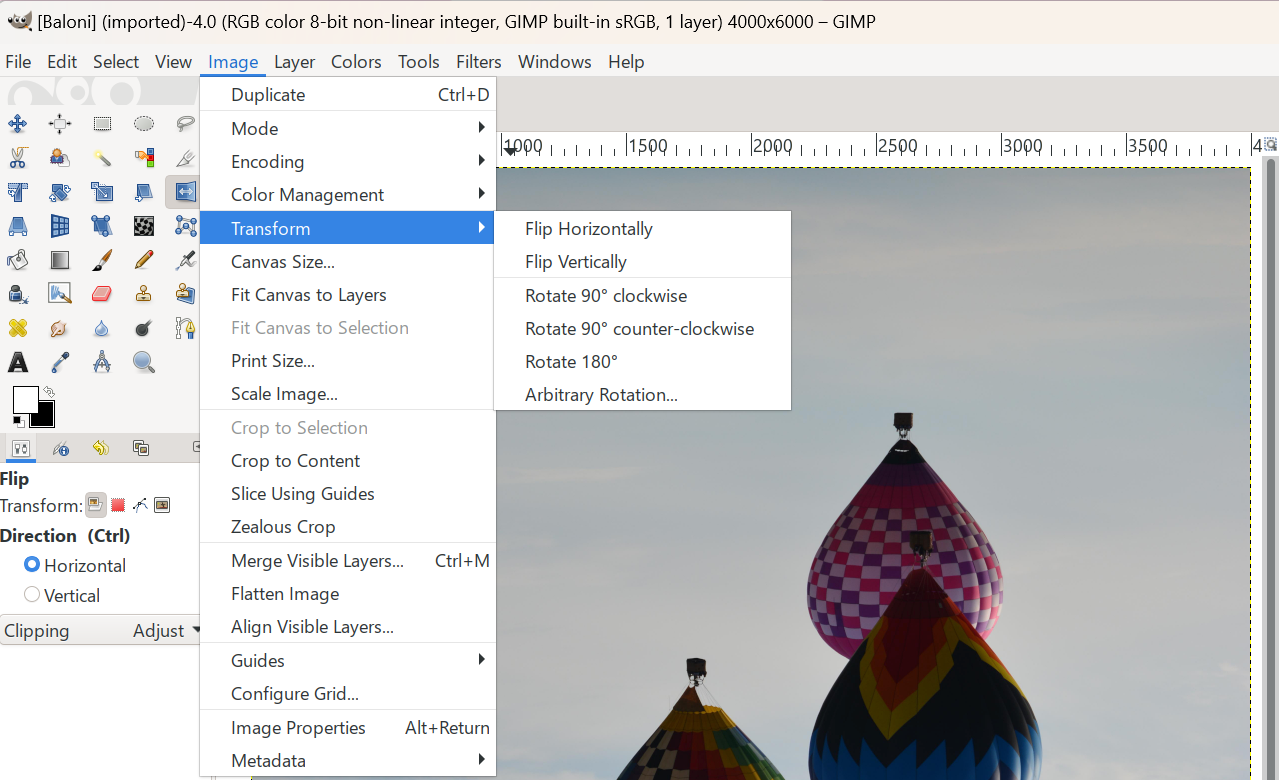 [Baloni] (imported)-4.0 (RGB color 8-bit non-linear integer, GIMP built-in sRGB, 1 layer) 4000x6000 – GIMP
File Edit Select View Image Layer Colors Tools Filters Windows Help
Duplicate Ctrl+D
Mode
Encoding
Color Management
Transform
Canvas Size...
Fit Canvas to Layers
Fit Canvas to Selection
Print Size...
Scale Image...
Crop to Selection
Crop to Content
Slice Using Guides
Zealous Crop
Merge Visible Layers... Ctrl+M
Flatten Image
Align Visible Layers...
Guides
Configure Grid...
Image Properties Alt+Return
Metadata
Flip Horizontally
Flip Vertically
Rotate 90° clockwise
Rotate 90° counter-clockwise
Rotate 180°
Arbitrary Rotation...
1000 1500 2000 2500 3000 3500 4
Flip
Transform:
Direction (Ctrl)
Horizontal
Vertical
Clipping Adjust